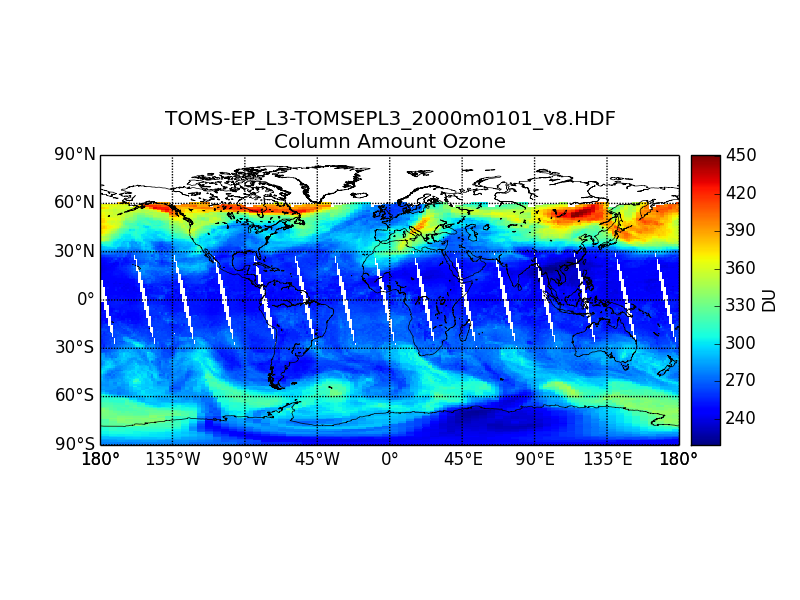 TOMS-EP_L3-TOMSEPL3_2000m0101_v8.HDF
Column Amount Ozone
90°N
60°N
30°N
0°
30°S
60°S
90°S
180° 135°W 90°W 45°W 0° 45°E 90°E 135°E 180°
450
420
390
360
330
300
270
240
DU